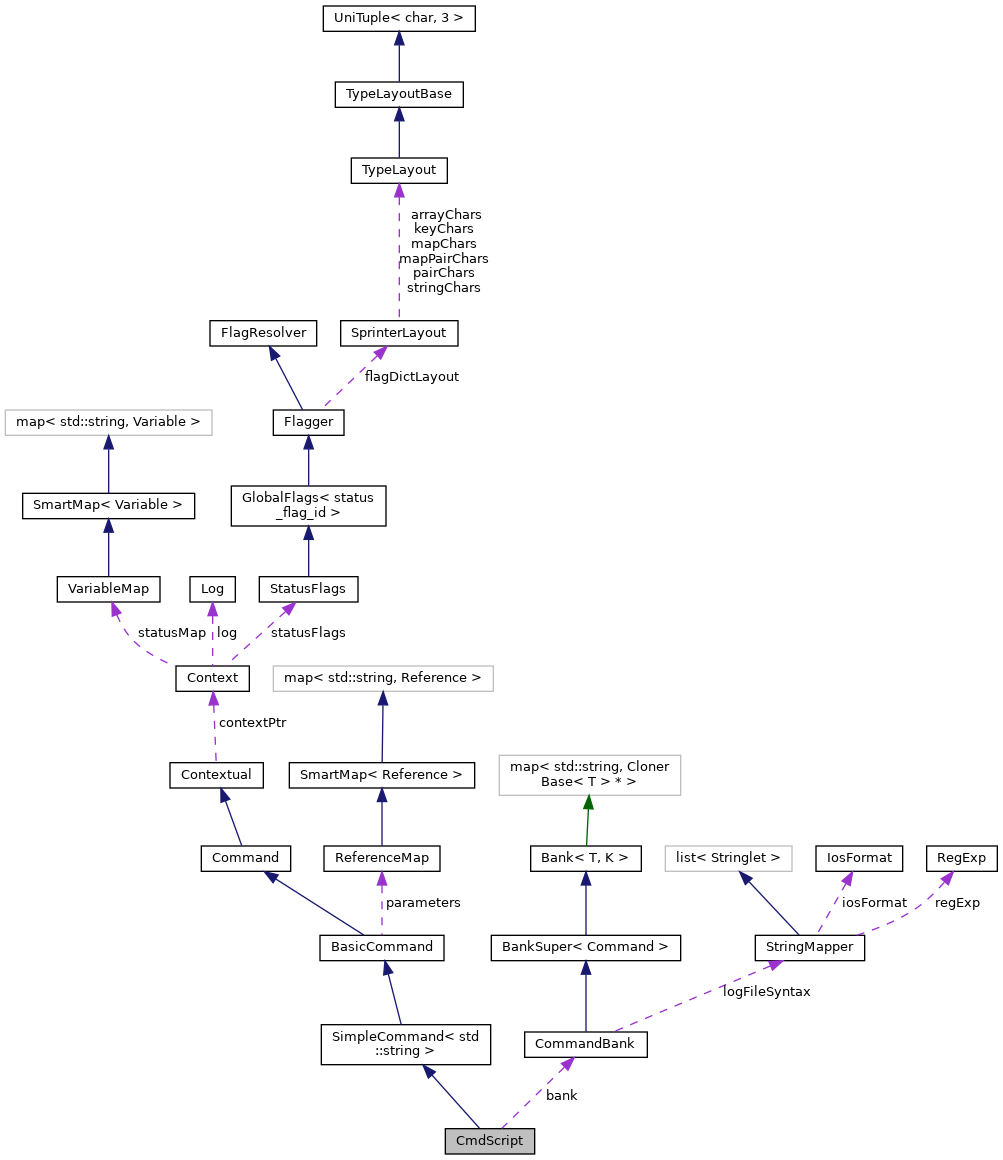 UniTuple< char, 3 >
TypeLayoutBase
TypeLayout
arrayChars
keyChars
mapChars
mapPairChars
pairChars
stringChars
FlagResolver
SprinterLayout
flagDictLayout
map< std::string, Variable >
Flagger
SmartMap< Variable >
GlobalFlags< status
_flag_id >
VariableMap
Log
StatusFlags
statusMap
log
statusFlags
Context
map< std::string, Reference >
contextPtr
Contextual
SmartMap< Reference >
map< std::string, Cloner
Base< T > * >
Command
ReferenceMap
Bank< T, K >
list< Stringlet >
IosFormat
RegExp
parameters
iosFormat
regExp
BasicCommand
BankSuper< Command >
StringMapper
logFileSyntax
SimpleCommand< std
::string >
CommandBank
bank
CmdScript